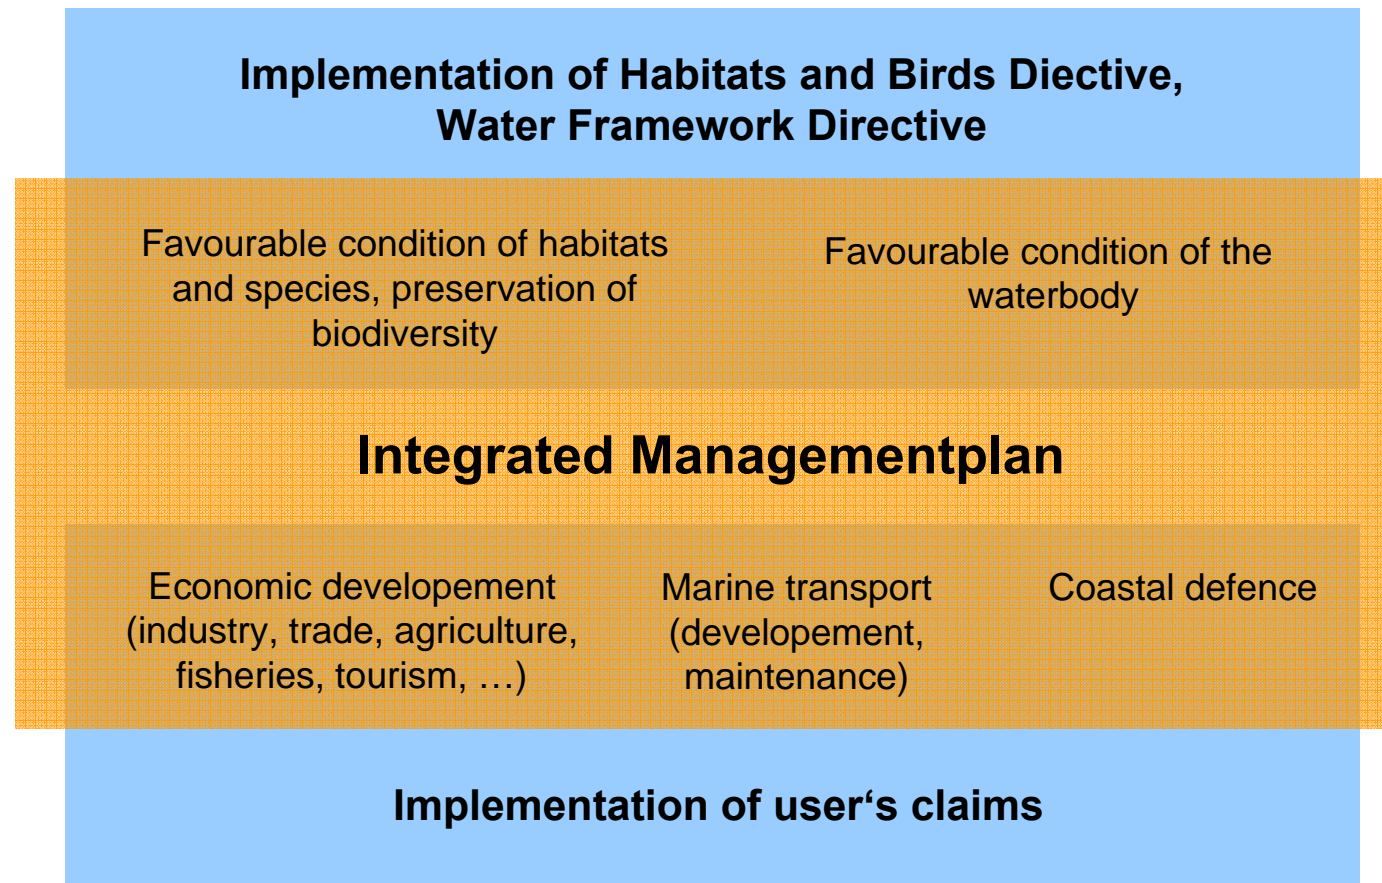 Implementation of Habitats and Birds Diective,
Water Framework Directive
Favourable condition of habitats
and species, preservation of
biodiversity
Favourable condition of the
waterbody
Integrated Managementplan
Economic developement
(industry, trade, agriculture,
fisheries, tourism, …)
Marine transport
(developement,
maintenance)
Coastal defence
Implementation of user‘s claims